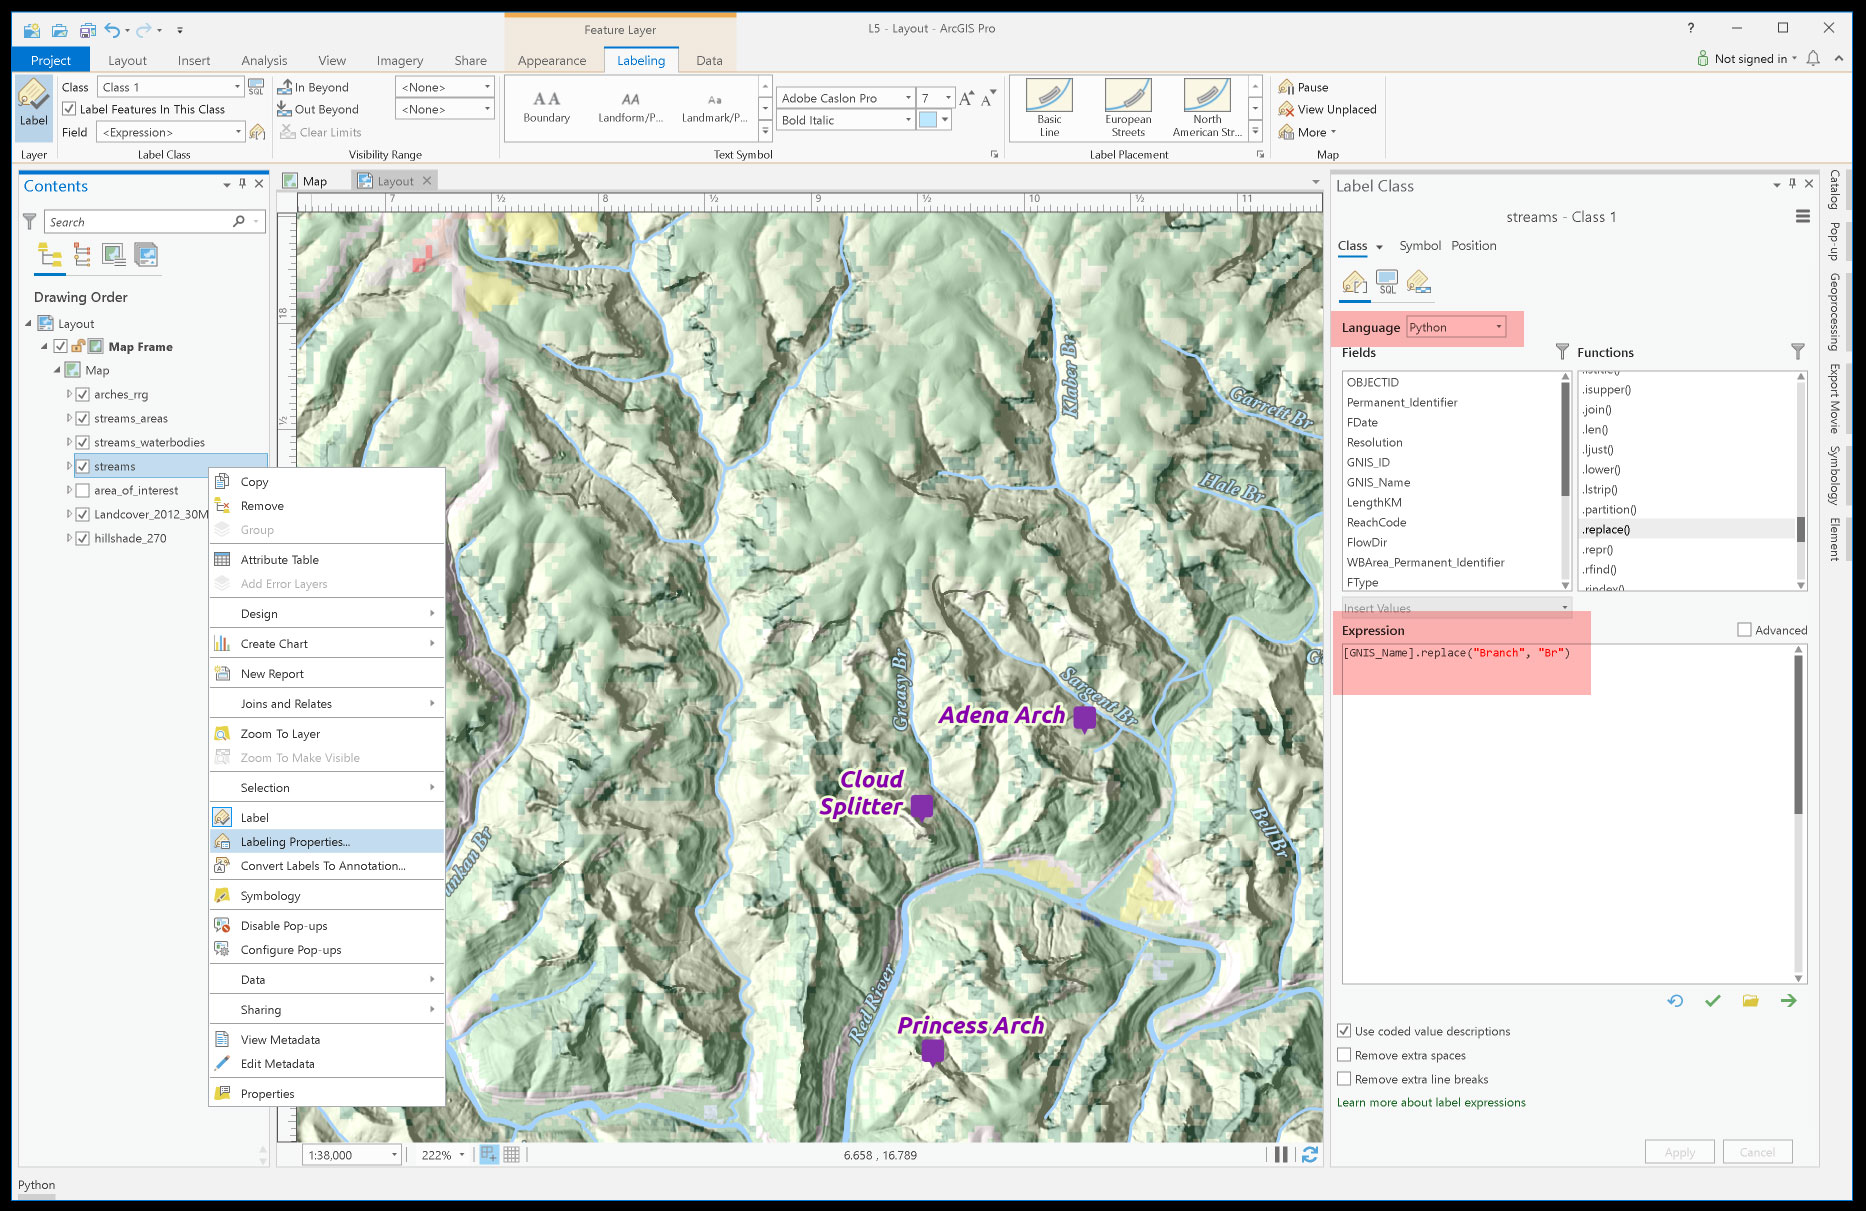 L5 - Layout - ArcGIS Pro
Feature Layer
?
Project
Layout
Insert
Analysis
View
Imagery
Share
Appearance
Labeling
Data
Not signed in
Label
Class
Class 1
SQL
Label Features In This Class
Field
<Expression>
Layer
Label Class
In Beyond
<None>
Out Beyond
<None>
Clear Limits
Visibility Range
AA
Boundary
AA
Landform/P...
Aa
Landmark/P...
Adobe Caslon Pro
7
Bold Italic
Text Symbol
Basic
Line
European
Streets
North
American Str...
Label Placement
Pause
View Unplaced
More
Map
Contents
Search
Drawing Order
Layout
Map Frame
Map
arches_rrg
streams_areas
streams_waterbodies
streams
area_of_interest
Landcover_2012_30M
hillshade_270
Copy
Remove
Group
Attribute Table
Add Error Layers
Design
Create Chart
New Report
Joins and Relates
Zoom To Layer
Zoom To Make Visible
Selection
Label
Labeling Properties...
Convert Labels To Annotation...
Symbology
Disable Pop-ups
Configure Pop-ups
Data
Sharing
View Metadata
Edit Metadata
Properties
Map
Layout
7
½
8
½
9
½
10
½
11
18
½
Klaber Br
Garrett Br
Hale Br
Greasy Br
Sargent Br
Adena Arch
Cloud
Splitter
Bell Br
Red River
Princess Arch
1:38,000
222%
6.658 , 16.789
Label Class
streams - Class 1
Class
Symbol
Position
SQL
Language
Python
Fields
Functions
OBJECTID
Permanent_Identifier
FDate
Resolution
GNIS_ID
GNIS_Name
LengthKM
ReachCode
FlowDir
WBArea_Permanent_Identifier
FType
.isupper()
.join()
.len()
.ljust()
.lower()
.lstrip()
.partition()
.replace()
.repr()
.rfind()
.rindex()
Insert Values
Expression
Advanced
[GNIS_Name].replace("Branch", "Br")
Use coded value descriptions
Remove extra spaces
Remove extra line breaks
Learn more about label expressions
Apply
Cancel
Catalog
Pop-up
Geoprocessing
Export Movie
Symbology
Element
Python